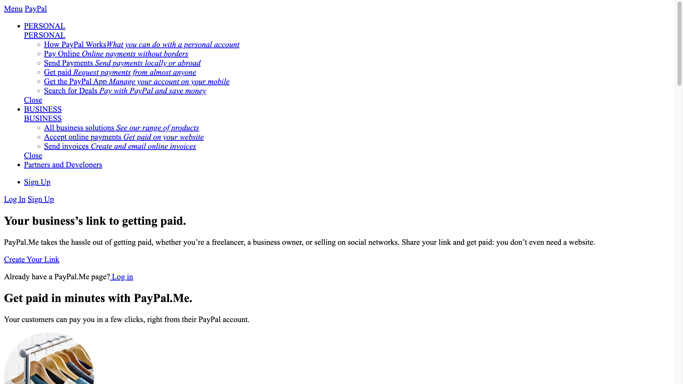 Menu PayPal
PERSONAL
PERSONAL
How PayPal WorksWhat you can do with a personal account
Pay Online Online payments without borders
Send Payments Send payments locally or abroad
Get paid Request payments from almost anyone
Get the PayPal App Manage your account on your mobile
Search for Deals Pay with PayPal and save money
Close
BUSINESS
BUSINESS
All business solutions See our range of products
Accept online payments Get paid on your website
Send invoices Create and email online invoices
Close
Partners and Developers
Sign Up
Log In Sign Up
Your business’s link to getting paid.
PayPal.Me takes the hassle out of getting paid, whether you’re a freelancer, a business owner, or selling on social networks. Share your link and get paid: you don’t even need a website.
Create Your Link
Already have a PayPal.Me page? Log in
Get paid in minutes with PayPal.Me.
Your customers can pay you in a few clicks, right from their PayPal account.